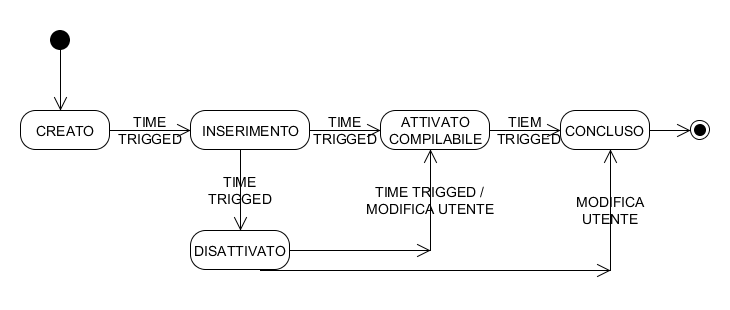 CREATO
TIME
TRIGGED
INSERIMENTO
TIME
TRIGGED
ATTIVATO
COMPILABILE
TIEM
TRIGGED
CONCLUSO
TIME
TRIGGED
TIME TRIGGED /
MODIFICA UTENTE
MODIFICA
UTENTE
DISATTIVATO